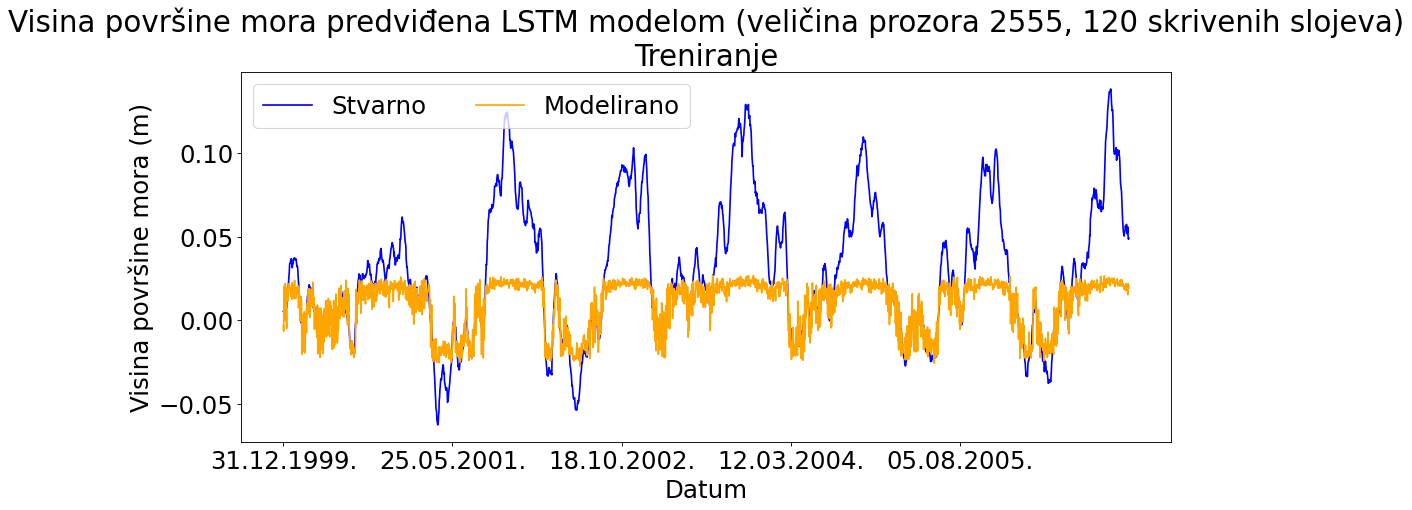 Visina površine mora predviđena LSTM modelom (veličina prozora 2555, 120 skrivenih slojeva)
Treniranje
Stvarno Modelirano
Visina površine mora (m)
0.10
0.05
0.00
−0.05
31.12.1999. 25.05.2001. 18.10.2002. 12.03.2004. 05.08.2005.
Datum